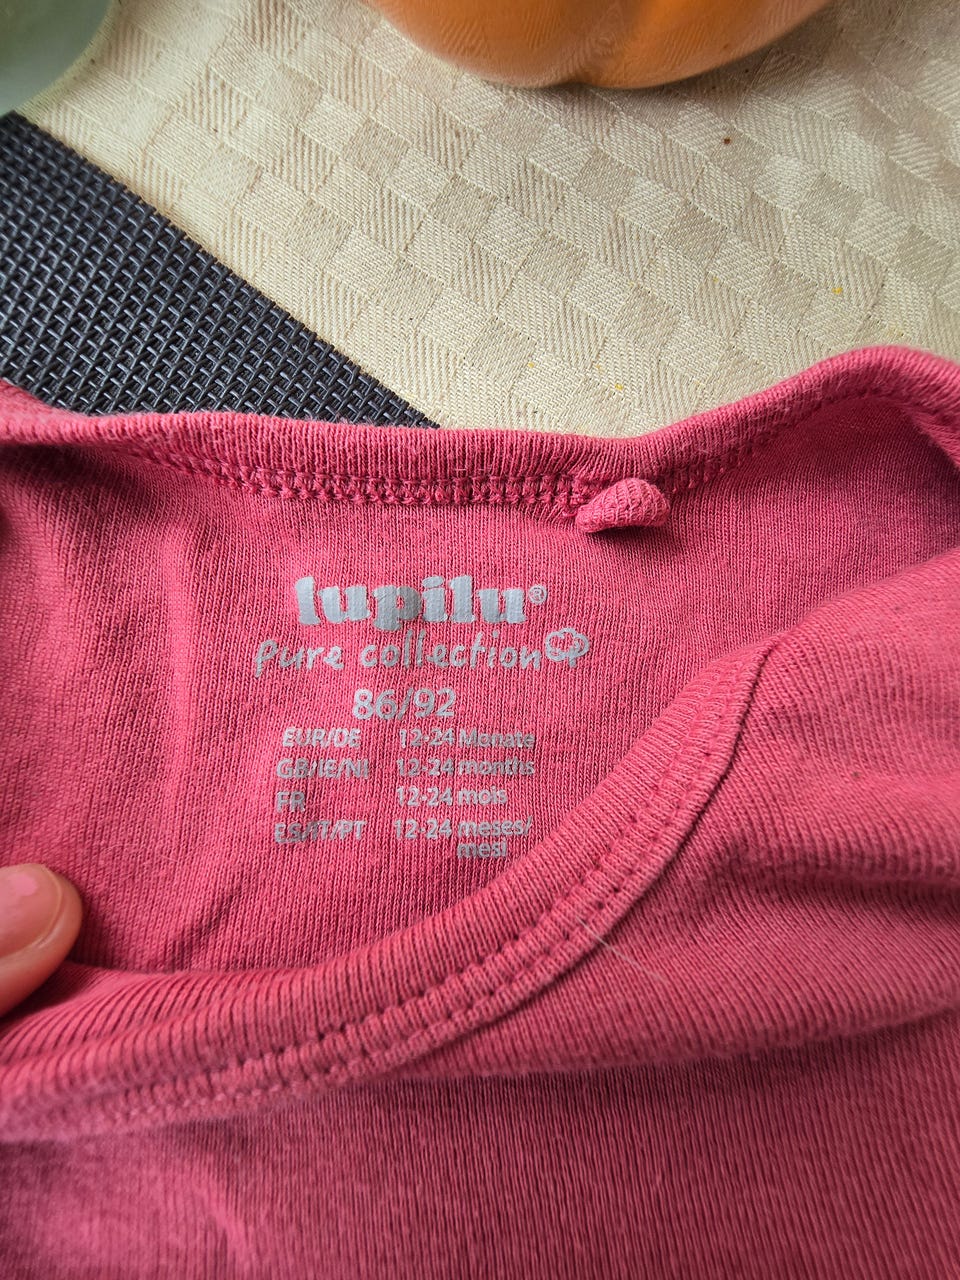 lupilu®
pure collection
86/92
EUR/DE 12-24 Monate
GB/IE/NI 12-24 months
FR 12-24 mois
ES/IT/PT 12-24 meses/
mesi